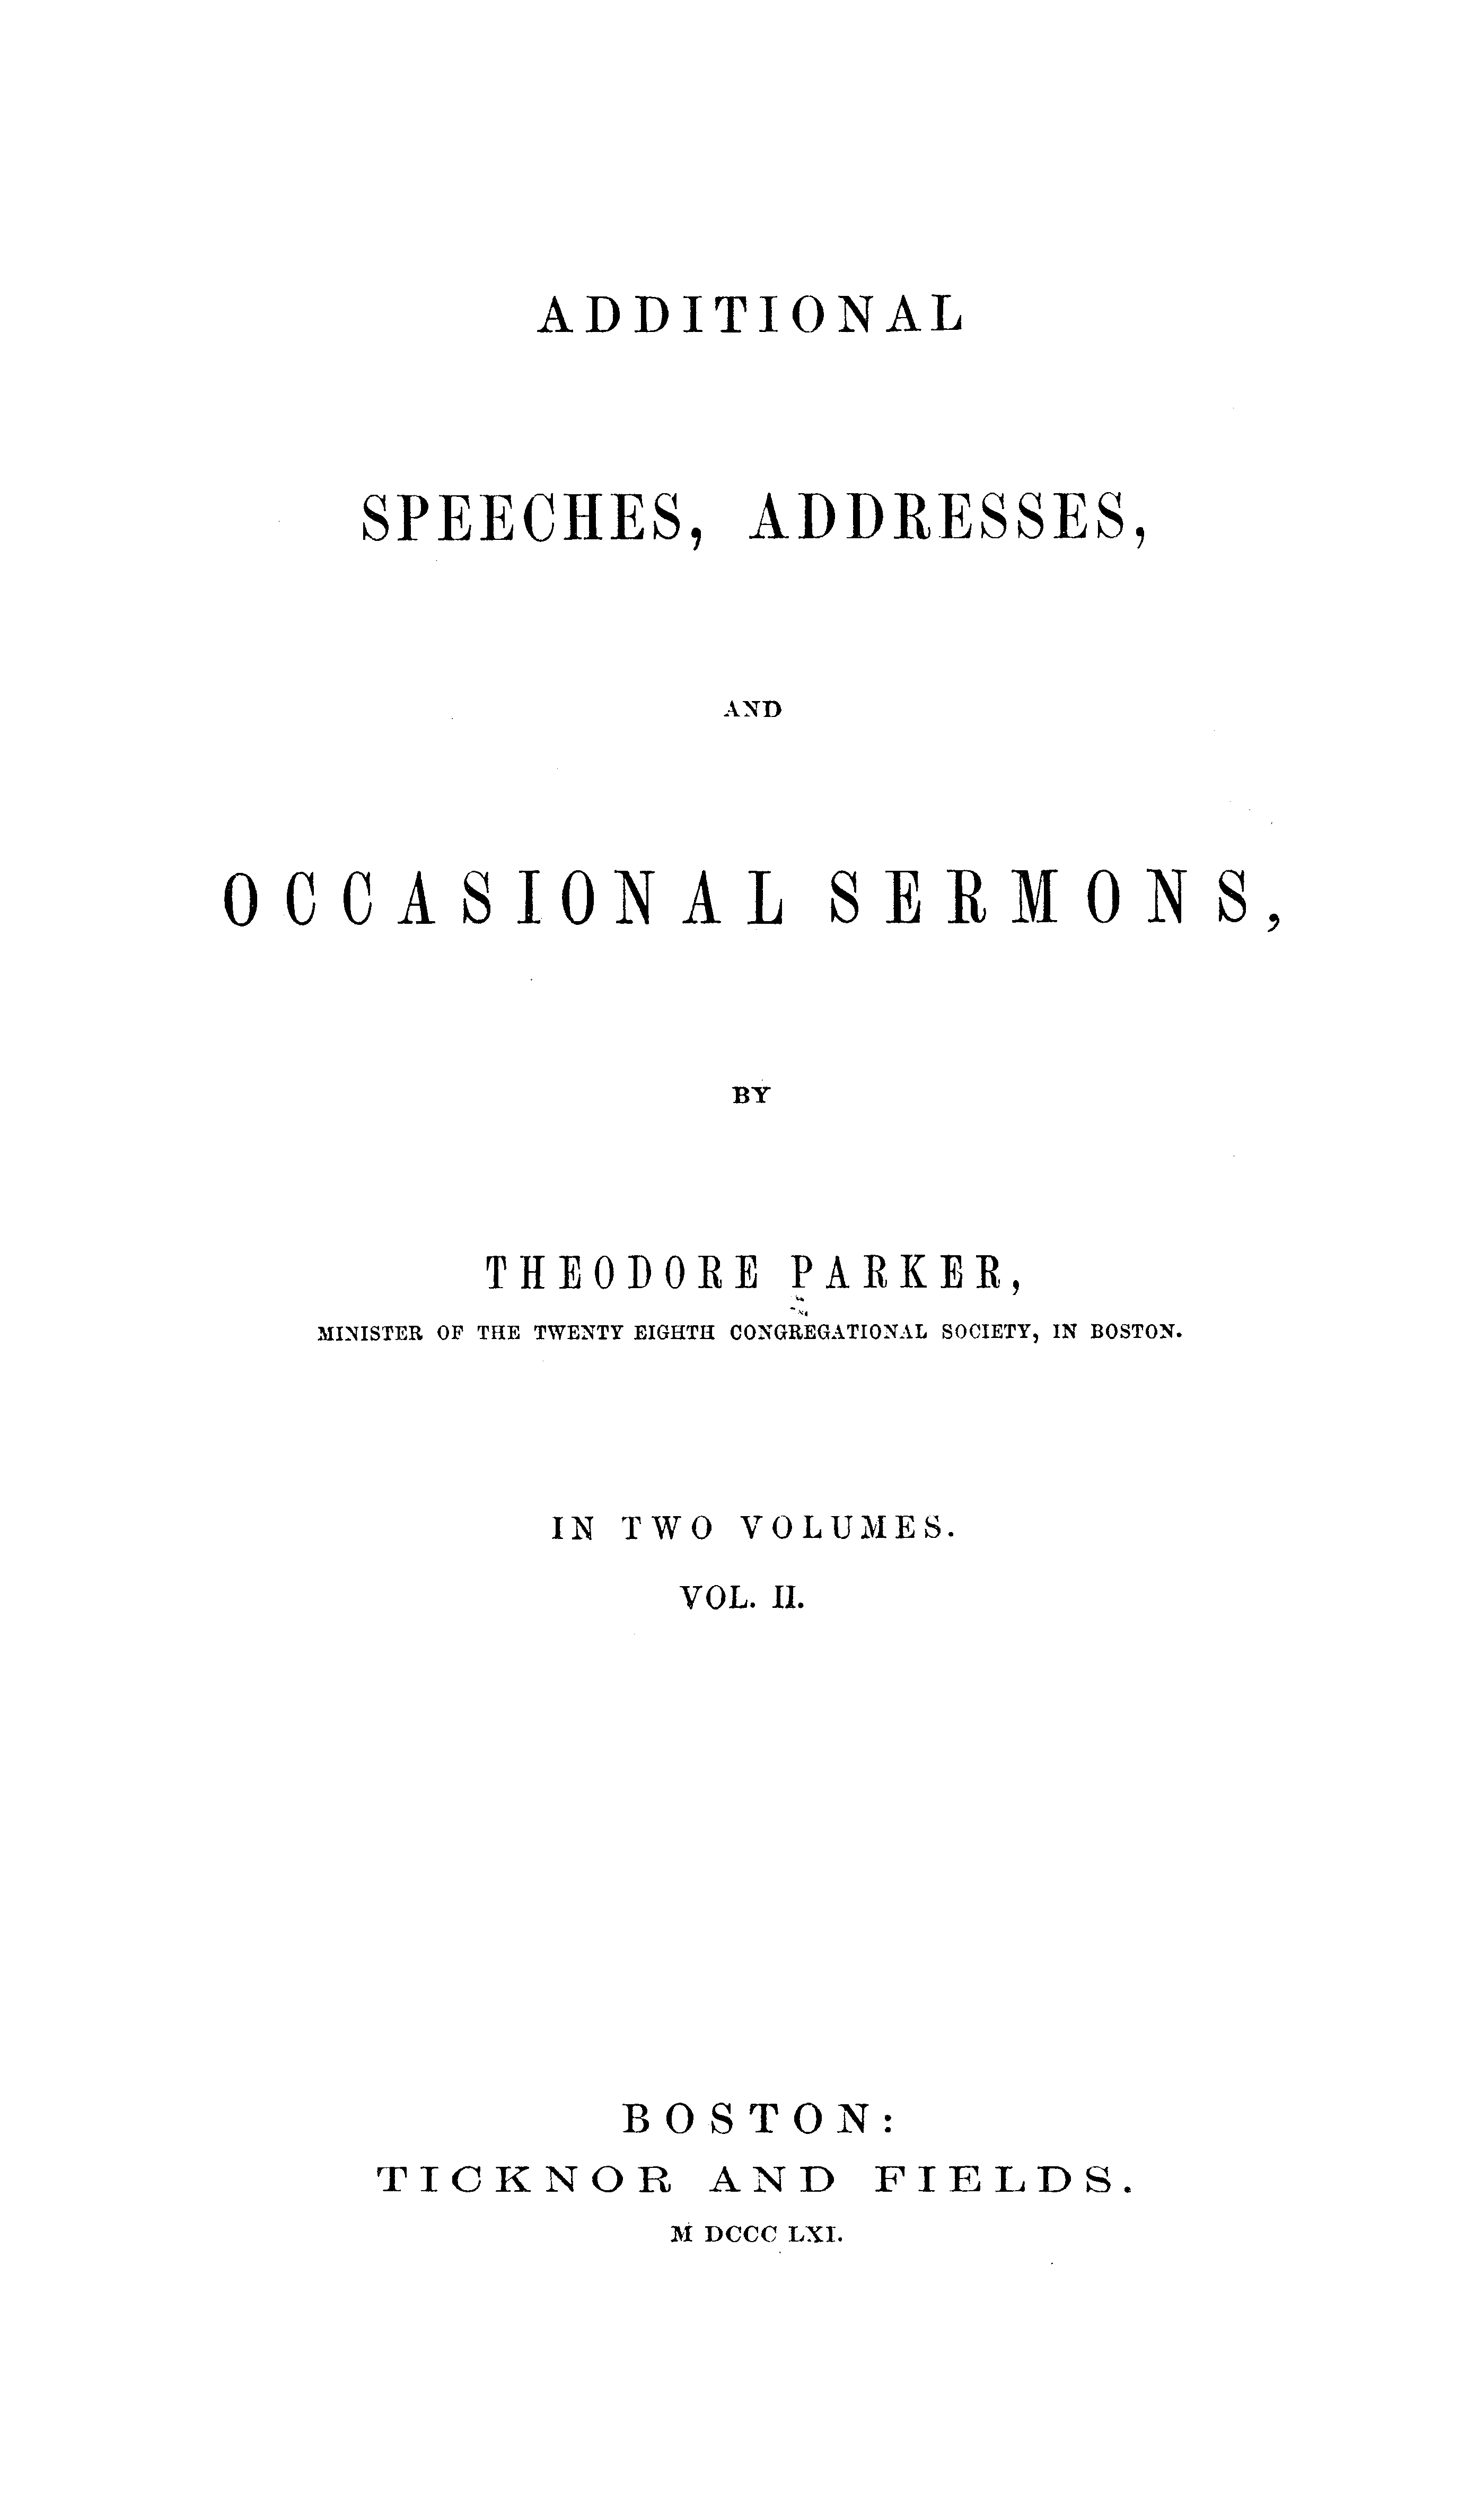 ADDITIONAL
SPEECHES, ADDRESSES,
AND
OCCASIONAL SERMONS,
BY
THEODORE PARKER,
MINISTER OF THE TWENTY EIGHTH CONGREGATIONAL SOCIETY, IN BOSTON.
IN TWO VOLUMES.
VOL. II.
BOSTON:
TICKNOR AND FIELDS.
M DCCC LXI.